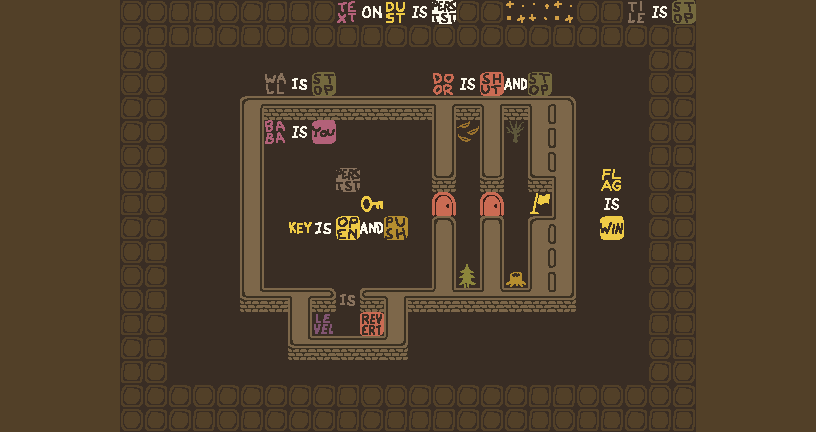 TEXT ON DUST IS PERSIST TILE IS STOP
WALL IS STOP DOOR IS SHUT AND STOP
BABA IS YOU
PERSIST
FLAG
IS
WIN
KEY IS OPEN AND PUSH
IS
LEVEL REVERT